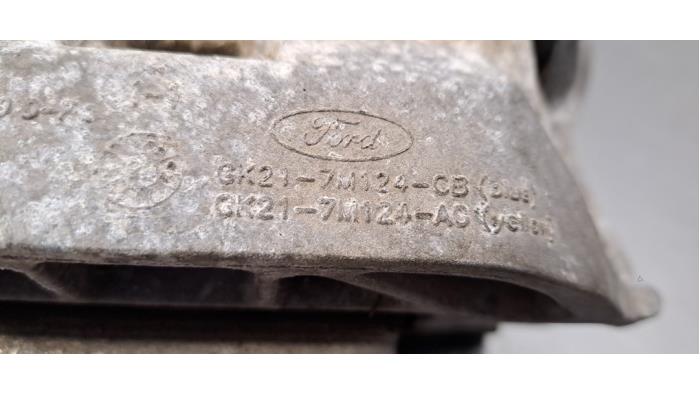 Ford
GK21-7M124-CB (blue)
GK21-7M124-AC (yellow)